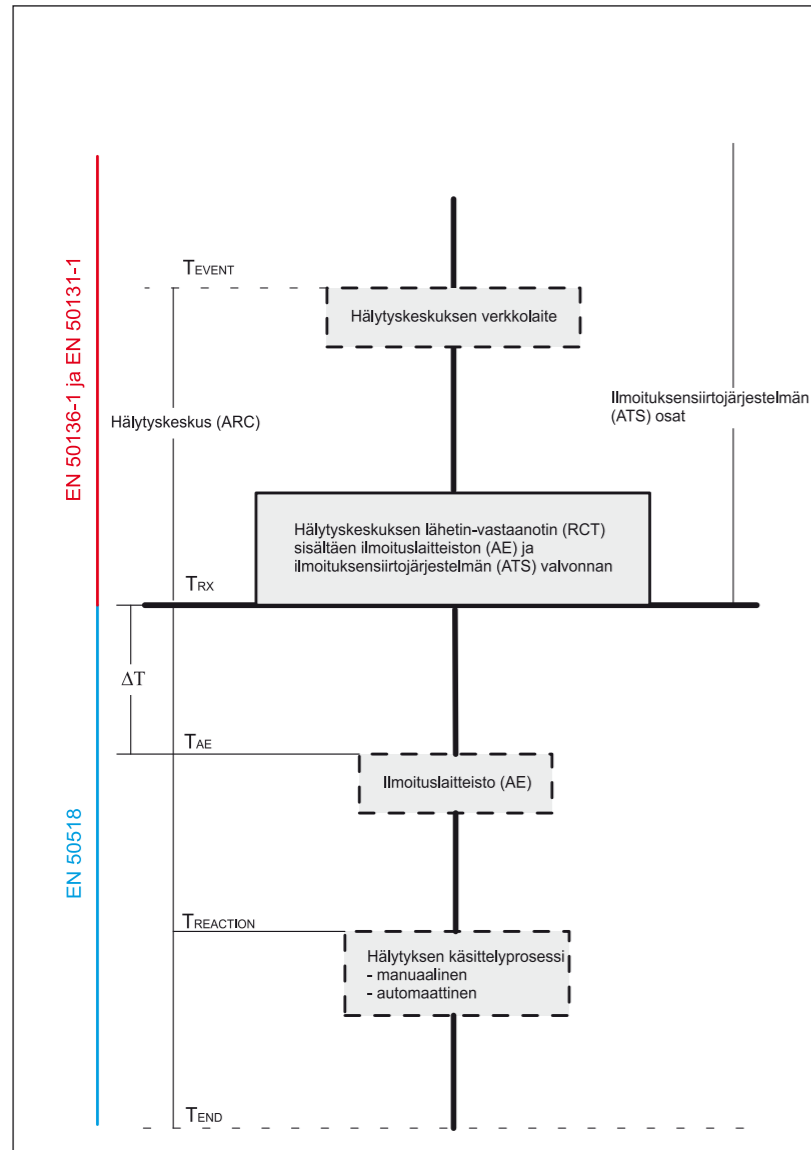 EN 50136-1 ja EN 50131-1
TEVENT
Hälytyskeskuksen verkkolaite
Hälytyskeskus (ARC)
Ilmoituksensiirtojärjestelmän
(ATS) osat
Hälytyskeskuksen lähetin-vastaanotin (RCT)
sisältäen ilmoituslaitteiston (AE) ja
ilmoituksensiirtojärjestelmän (ATS) valvonnan
TRX
ΔT
TAE
Ilmoituslaitteisto (AE)
EN 50518
TREACTION
Hälytyksen käsittelyprosessi
- manuaalinen
- automaattinen
TEND